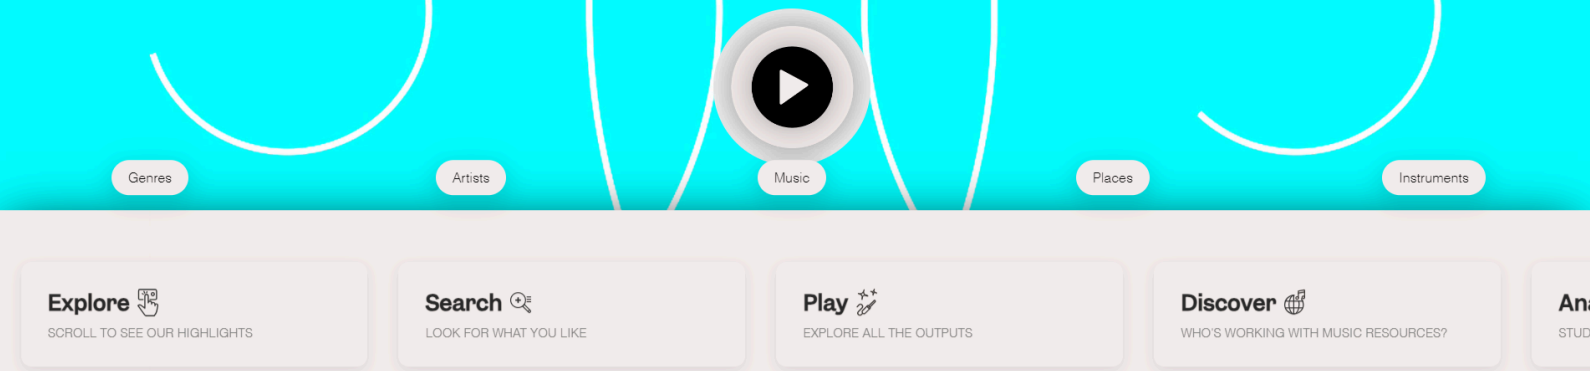 Genres
Artists
Music
Places
Instruments
Explore
SCROLL TO SEE OUR HIGHLIGHTS
Search
LOOK FOR WHAT YOU LIKE
Play
EXPLORE ALL THE OUTPUTS
Discover
WHO'S WORKING WITH MUSIC RESOURCES?